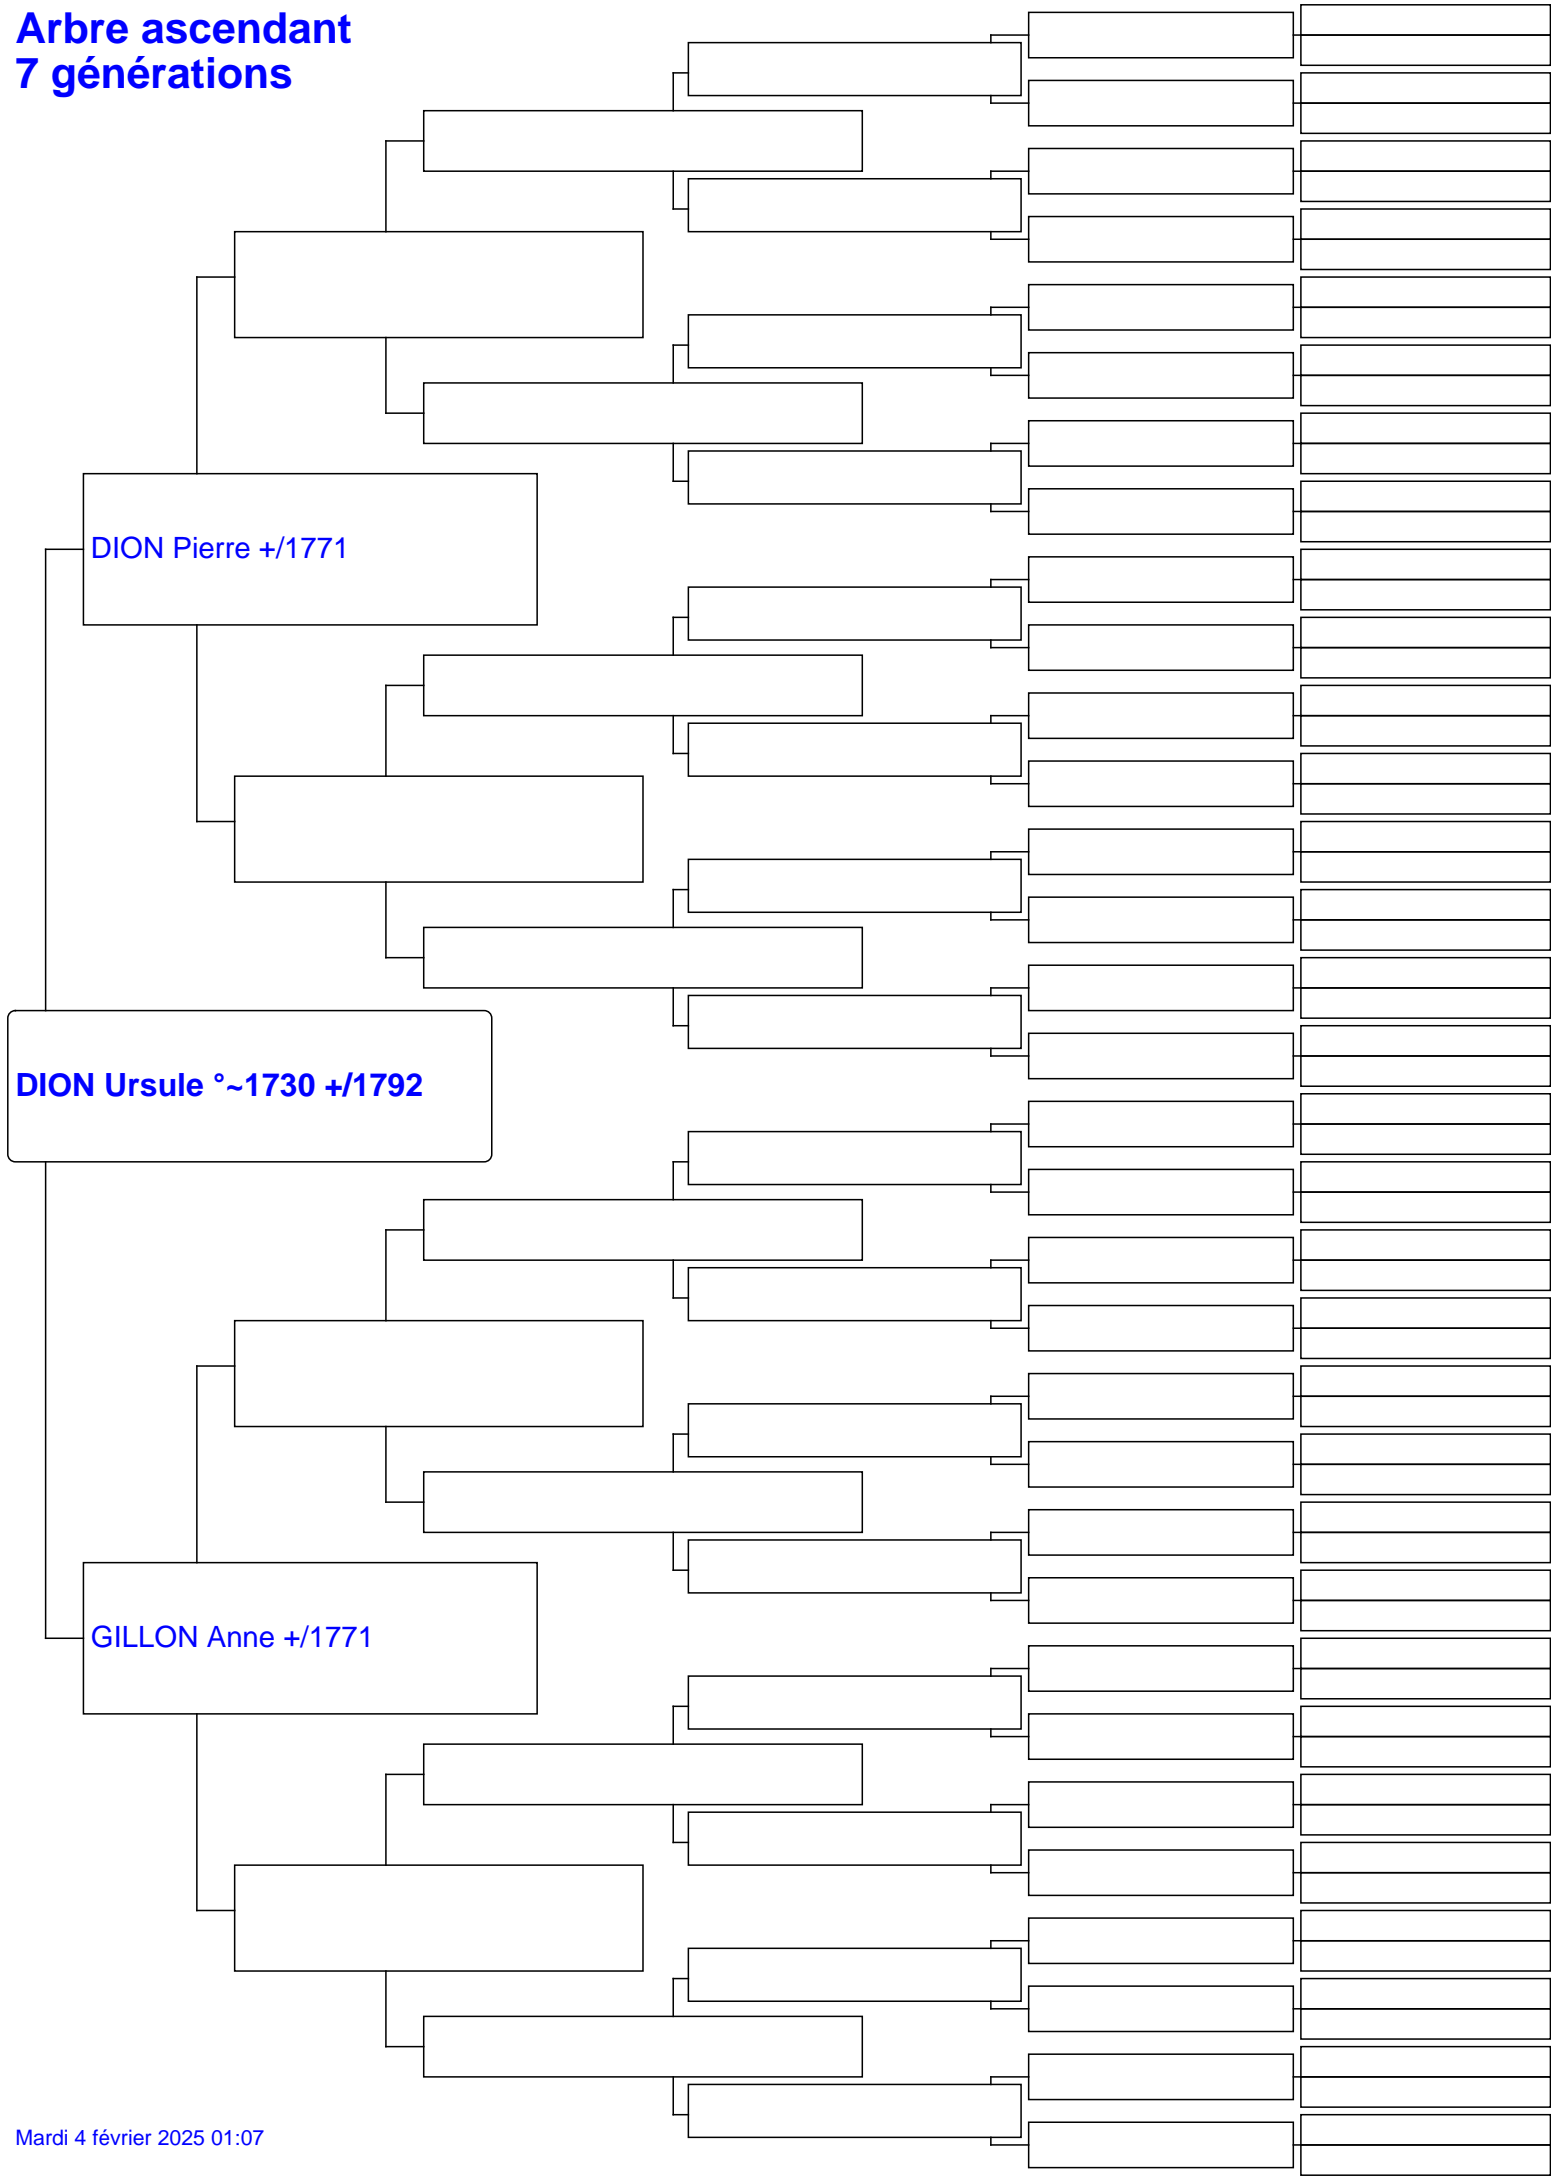 Arbre ascendant
7 générations
DION Pierre +/1771
DION Ursule °~1730 +/1792
GILLON Anne +/1771
Mardi 4 février 2025 01:07